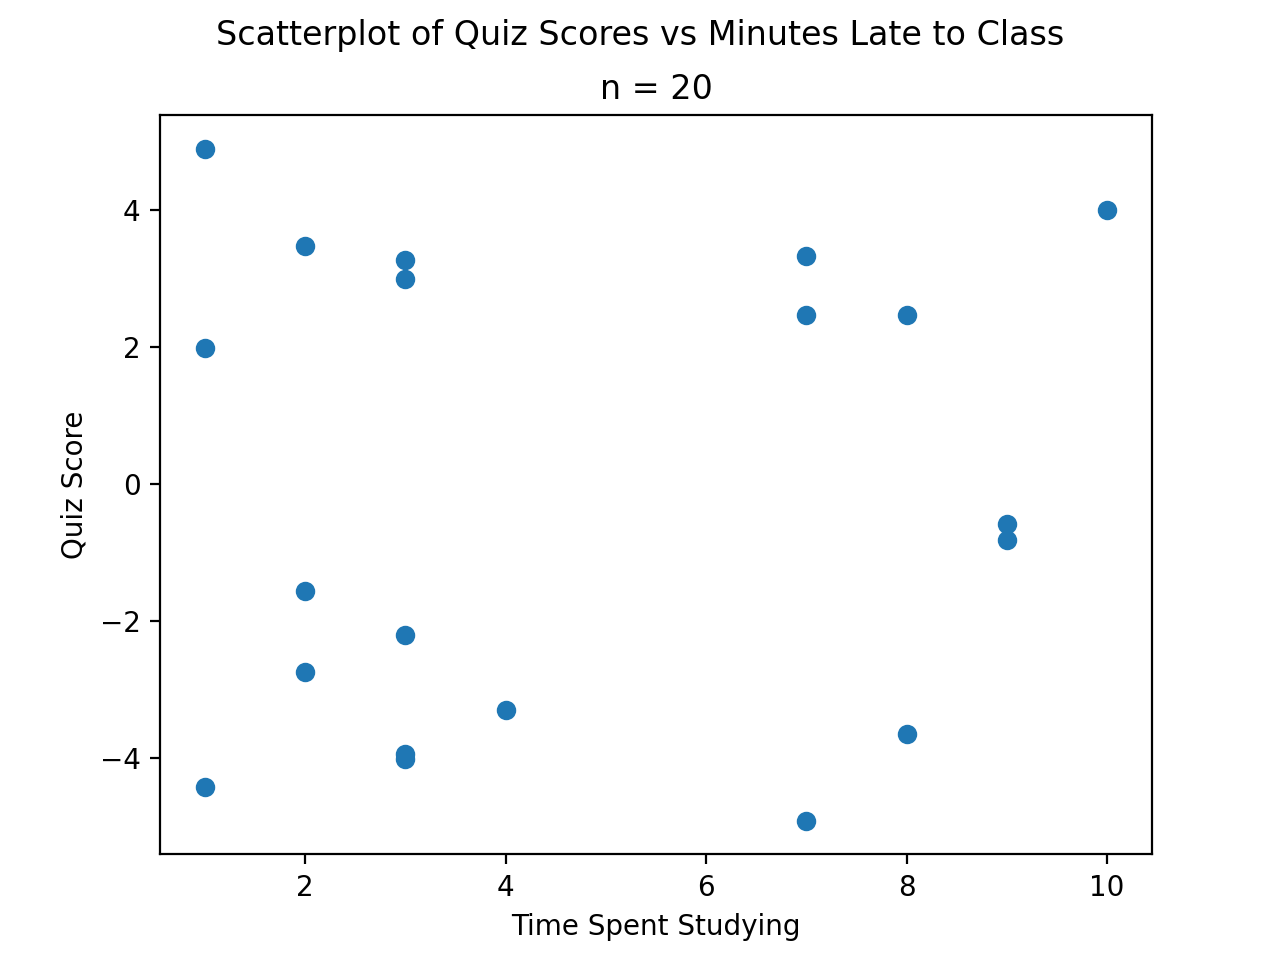 Scatterplot of Quiz Scores vs Minutes Late to Class
n = 20
4
2
0
−2
−4
Quiz Score
2 4 6 8 10
Time Spent Studying